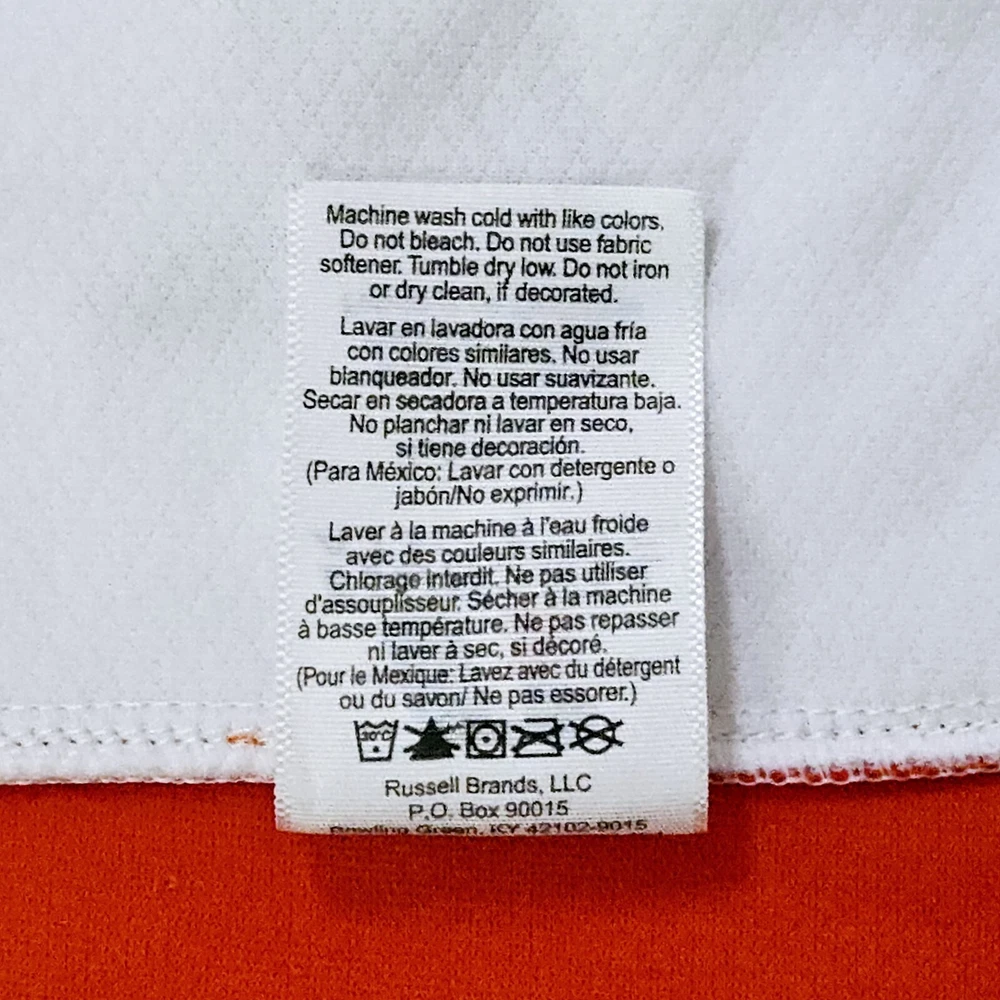 Machine wash cold with like colors.
Do not bleach. Do not use fabric
softener. Tumble dry low. Do not iron
or dry clean, if decorated.
Lavar en lavadora con agua fría
con colores similares. No usar
blanqueador. No usar suavizante.
Secar en secadora a temperatura baja.
No planchar ni lavar en seco,
si tiene decoración.
(Para México: Lavar con detergente o
jabón/No exprimir.)
Laver à la machine à l'eau froide
avec des couleurs similaires.
Chlorage interdit. Ne pas utiliser
d'assouplisseur. Sécher à la machine
à basse température. Ne pas repasser
ni laver à sec, si décoré.
(Pour le Mexique: Lavez avec du détergent
ou du savon/ Ne pas essorer.)
30°C
Russell Brands, LLC
P.O. Box 90015
Bowling Green, KY 42102-9015